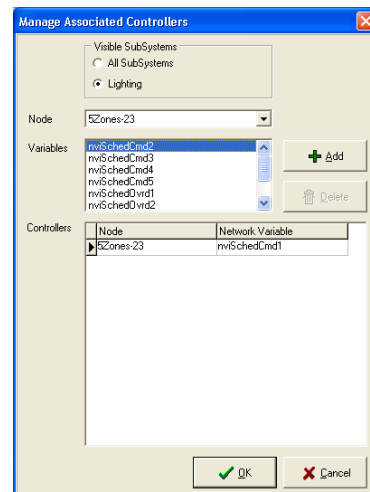 Manage Associated Controllers
Visible SubSystems
All SubSystems
Lighting
Node
5Zones-23
Variables
nviSchedCmd2
nviSchedCmd3
nviSchedCmd4
nviSchedCmd5
nviSchedOvrd1
nviSchedOvrd2
Add
Delete
Controllers
Node Network Variable
5Zones-23 nviSchedCmd1
OK
Cancel